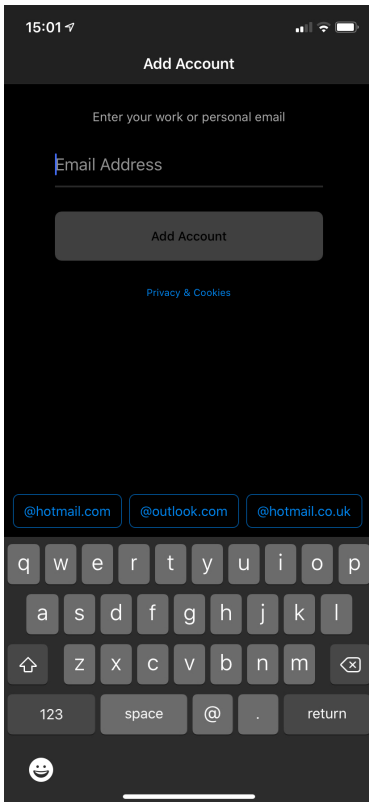 15:01
Add Account
Enter your work or personal email
Email Address
Add Account
Privacy & Cookies
@hotmail.com @outlook.com @hotmail.co.uk
q w e r t y u i o p
a s d f g h j k l
z x c v b n m
123 space @ . return